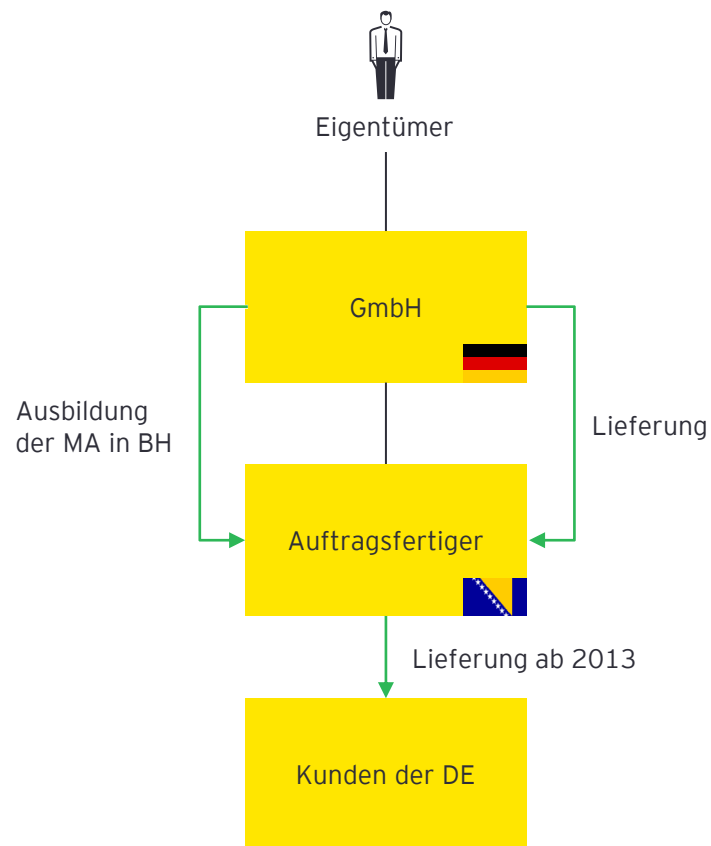 Eigentümer
GmbH
Ausbildung
der MA in BH
Lieferung
Auftragsfertiger
Lieferung ab 2013
Kunden der DE